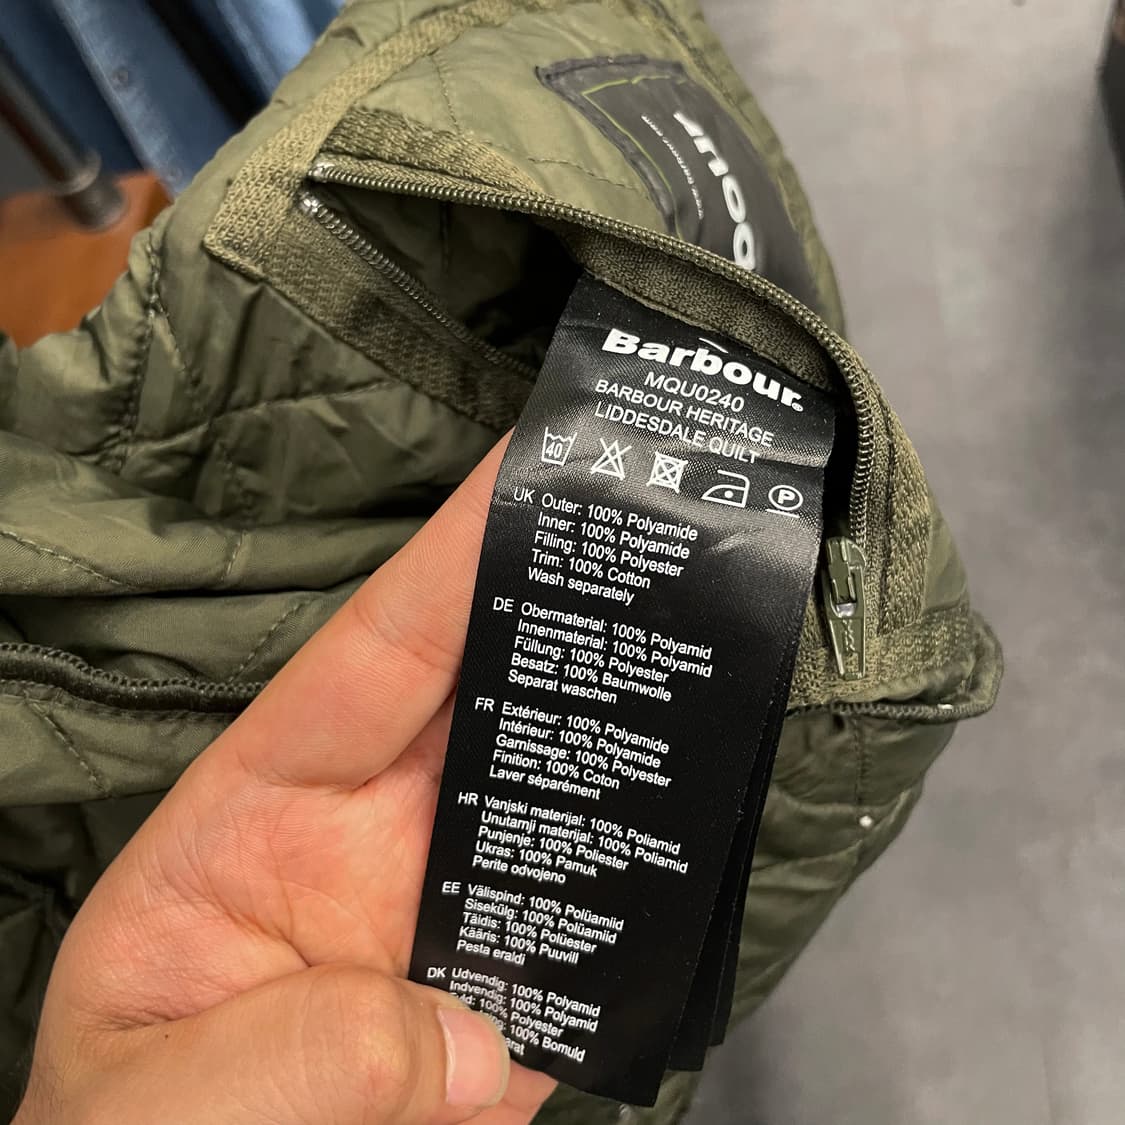 Barbour
MQU0240
BARBOUR HERITAGE
LIDDESDALE QUILT
40
P
UK Outer: 100% Polyamide
Inner: 100% Polyamide
Filling: 100% Polyester
Trim: 100% Cotton
Wash separately
DE Obermaterial: 100% Polyamid
Innenmaterial: 100% Polyamid
Füllung: 100% Polyester
Besatz: 100% Baumwolle
Separat waschen
FR Extérieur: 100% Polyamide
Intérieur: 100% Polyamide
Garnissage: 100% Polyester
Finition: 100% Coton
Laver séparément
HR Vanjski materijal: 100% Poliamid
Unutarnji materijal: 100% Poliamid
Punjenje: 100% Poliester
Ukras: 100% Pamuk
Perite odvojeno
EE Välispind: 100% Polüamiid
Sisekülg: 100% Polüamiid
Täidis: 100% Polüester
Kääris: 100% Puuvill
Pesta eraldi
DK Udvendig: 100% Polyamid
Indvendig: 100% Polyamid
100% Polyester
100% Bomuld